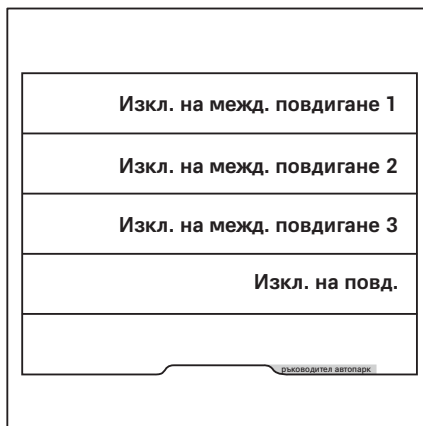 Изкл. на межд. повдигане 1
Изкл. на межд. повдигане 2
Изкл. на межд. повдигане 3
Изкл. на повд.
ръководител автопарк